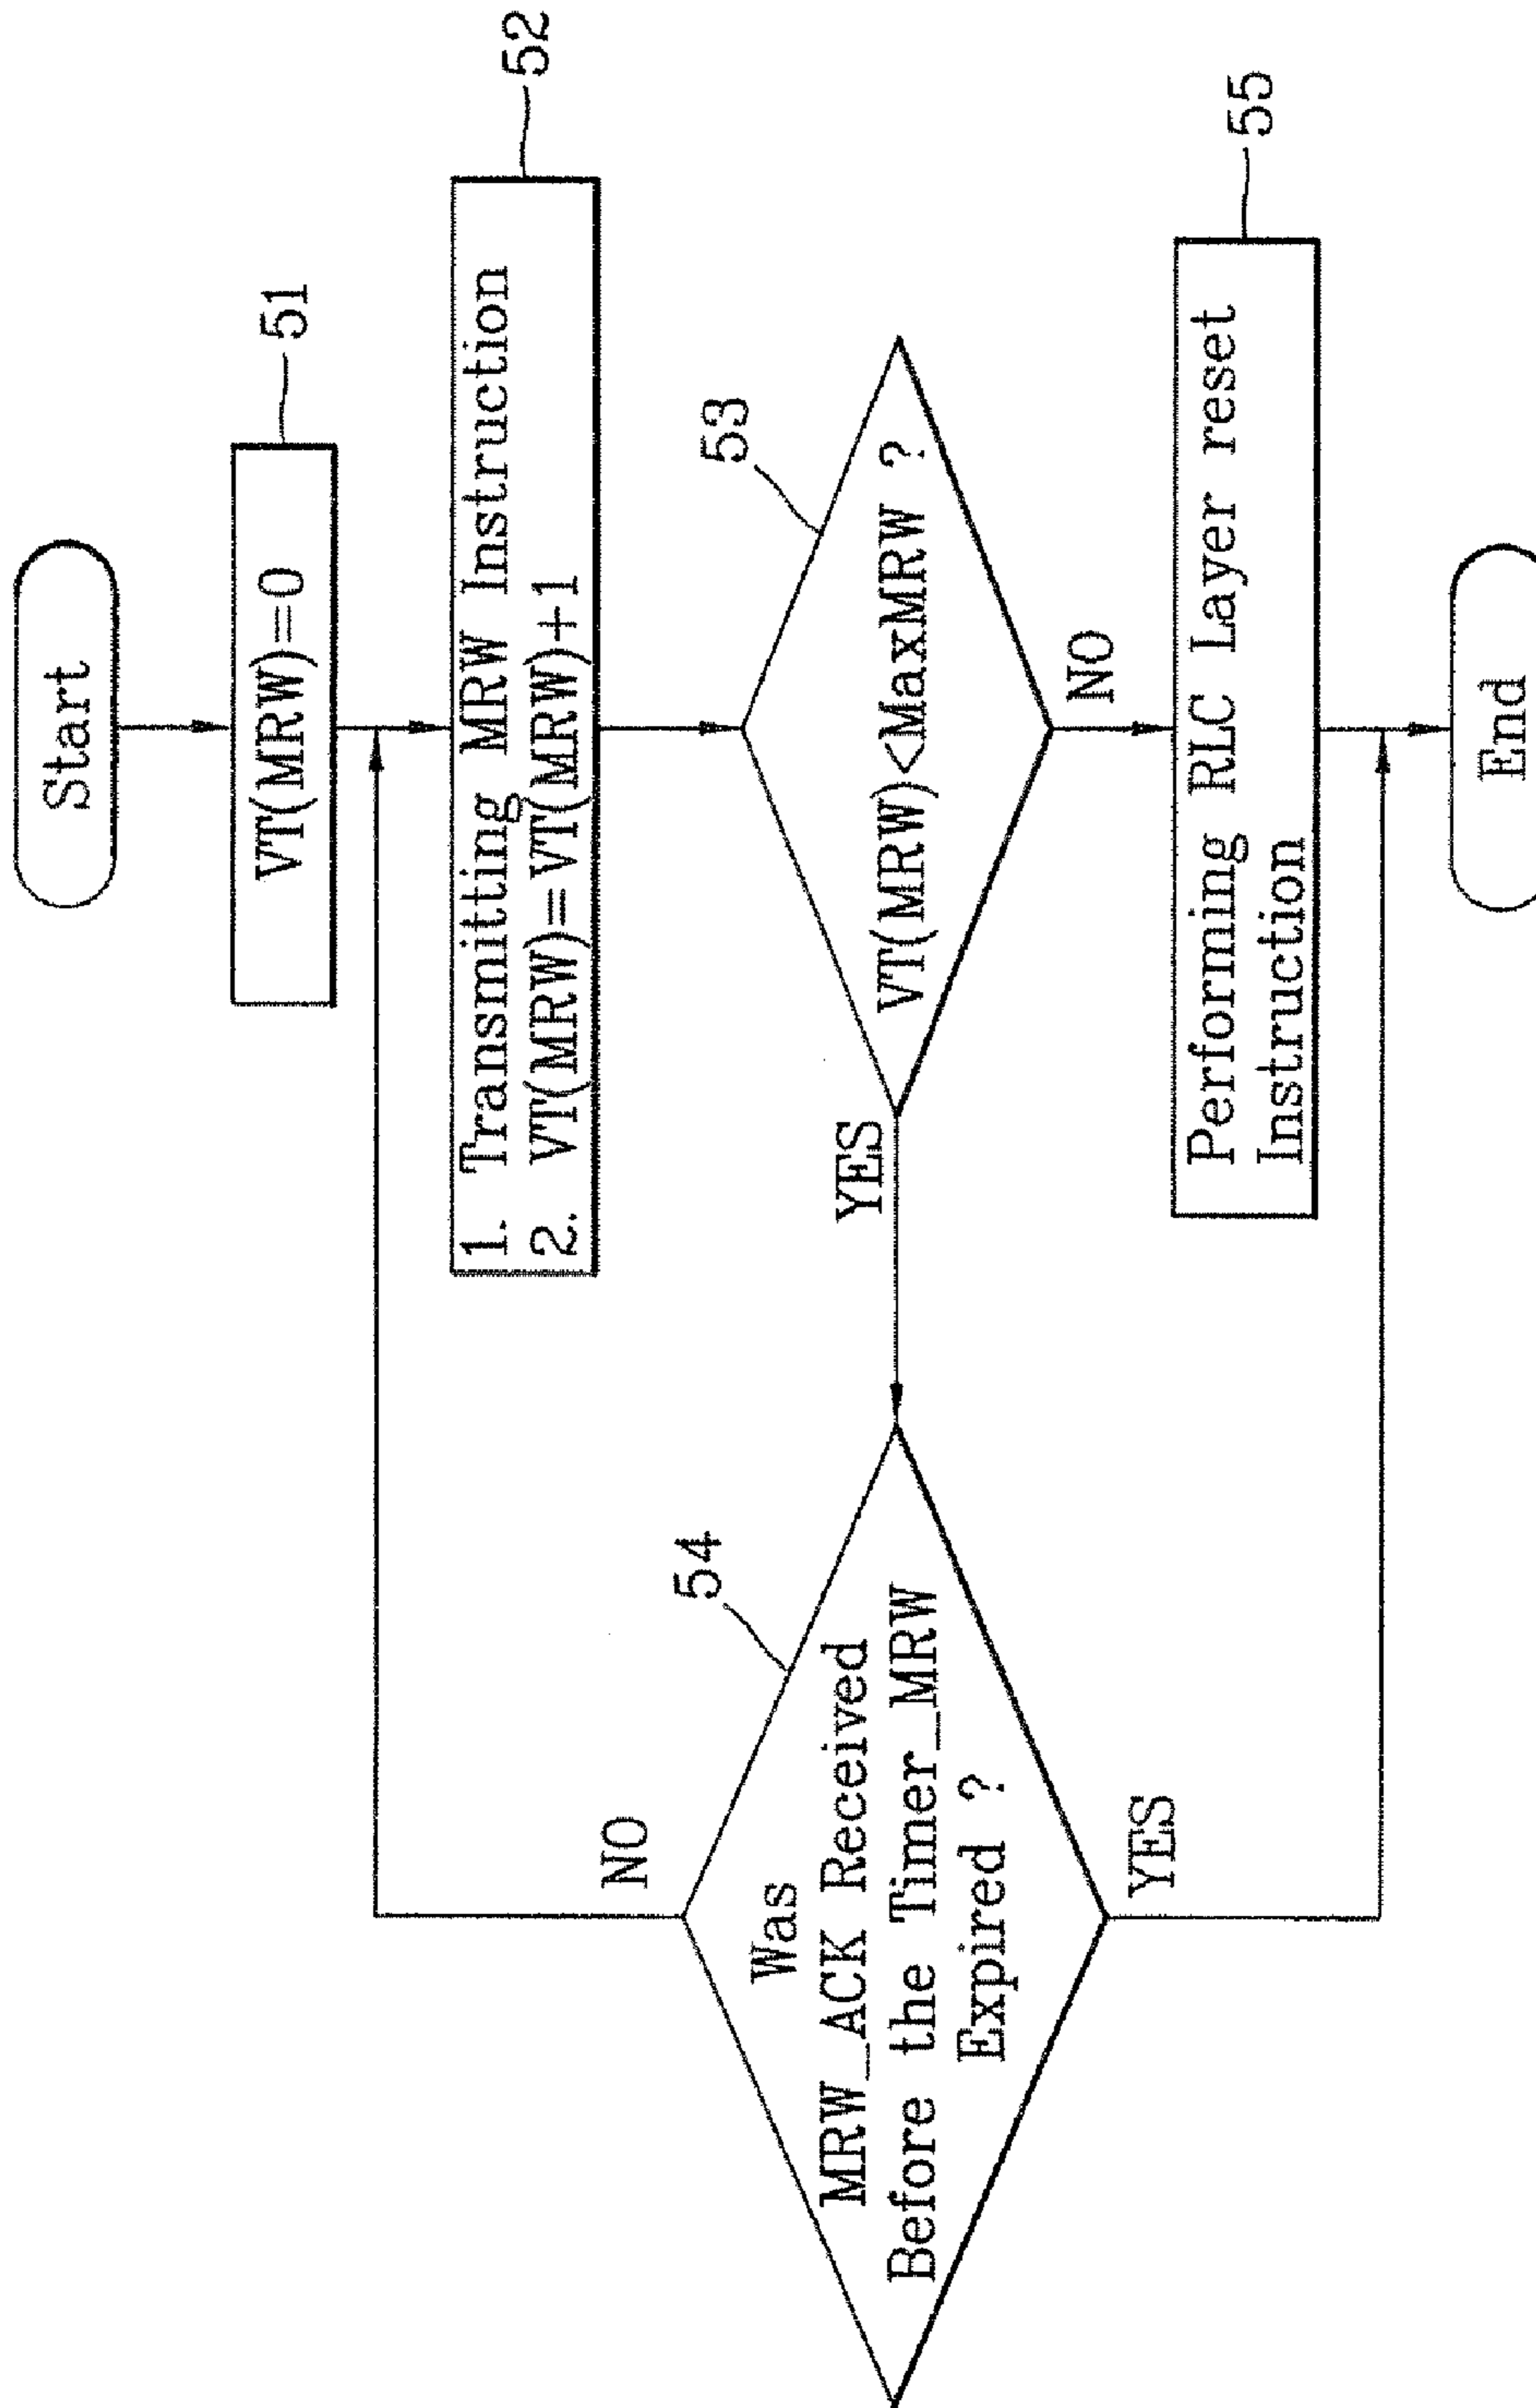 Start
51
VT(MRW)=0
52
1. Transmitting MRW Instruction
2. VT(MRW)=VT(MRW)+1
53
VT(MRW)<MaxMRW ?
YES
NO
54
Was
MRW_ACK Received
Before the Timer_MRW
Expired ?
NO
YES
55
Performing RLC Layer reset
Instruction
End